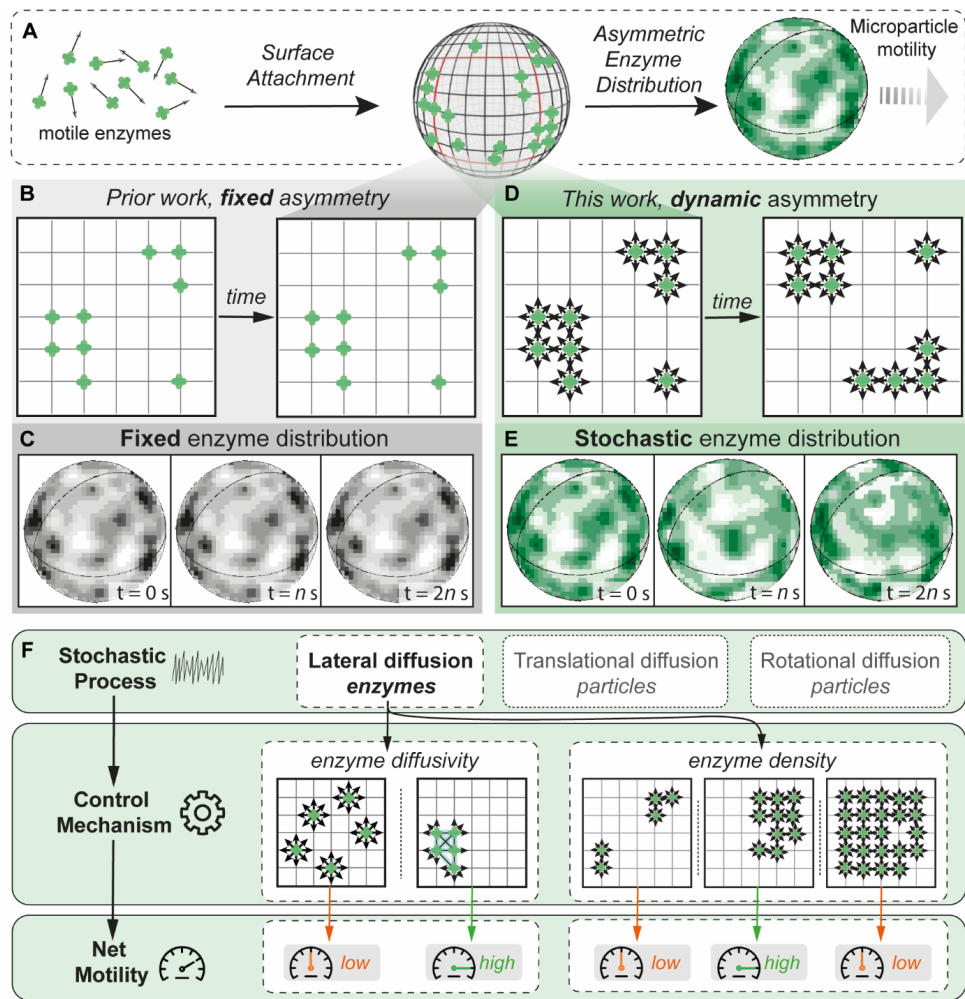 A
motile enzymes
Surface
Attachment
Asymmetric
Enzyme
Distribution
Microparticle
motility
B
Prior work, fixed asymmetry
time
D
This work, dynamic asymmetry
time
C
Fixed enzyme distribution
t = 0 s
t = n s
t = 2n s
E
Stochastic enzyme distribution
t = 0 s
t = n s
t = 2n s
F
Stochastic
Process
Lateral diffusion
enzymes
Translational diffusion
particles
Rotational diffusion
particles
Control
Mechanism
enzyme diffusivity
enzyme density
Net
Motility
low
high
low
high
low